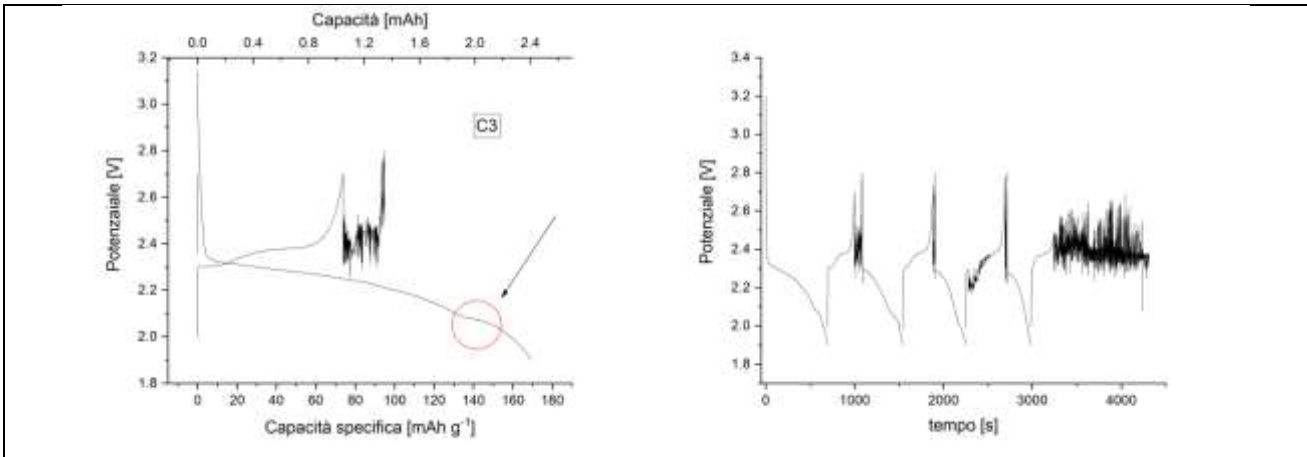 Capacità [mAh]
0.0 0.4 0.8 1.2 1.6 2.0 2.4
3.2
3.0
2.8
2.6
2.4
2.2
2.0
1.8
Potenzaiale [V]
C3
0 20 40 60 80 100 120 140 160 180
Capacità specifica [mAh g⁻¹]
3.4
3.2
3.0
2.8
2.6
2.4
2.2
2.0
1.8
Potenziale [V]
0 1000 2000 3000 4000
tempo [s]